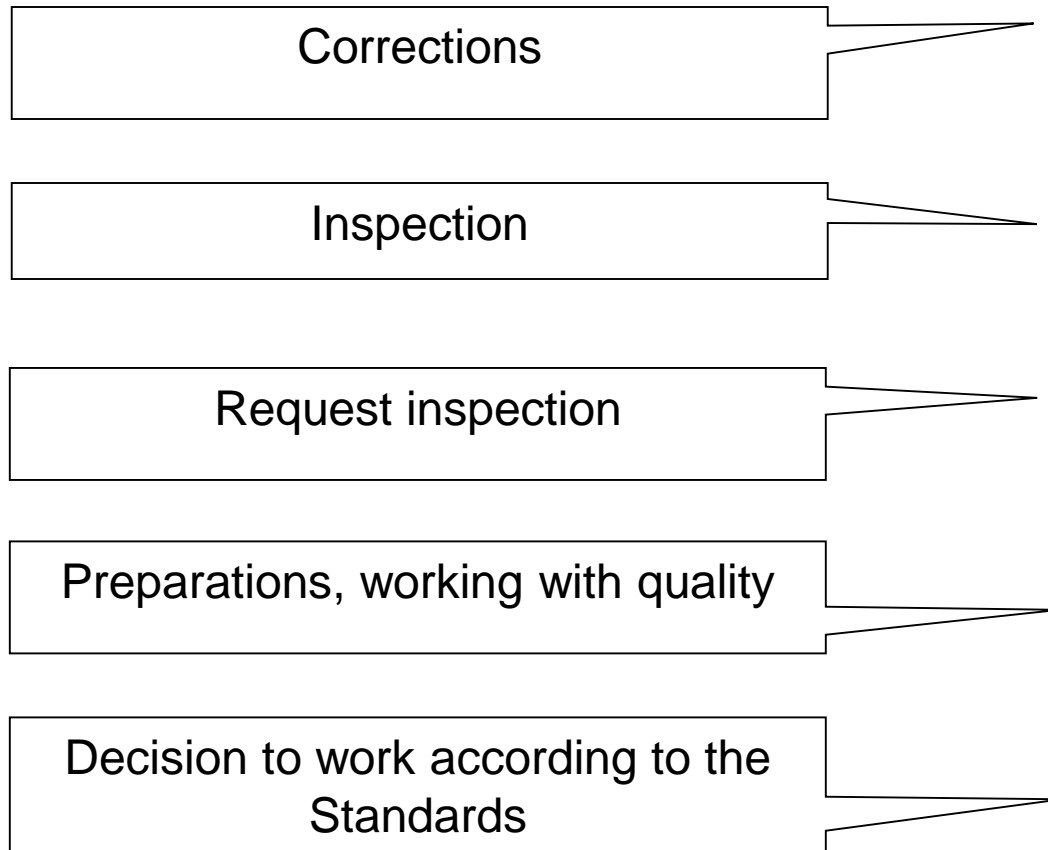 Corrections
Inspection
Request inspection
Preparations, working with quality
Decision to work according to the
Standards